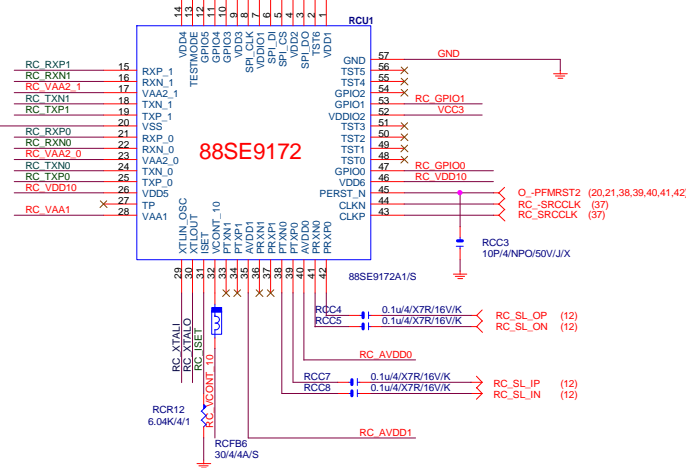 RCU1
14 13 12 11 10 9 8 7 6 5 4 3 2 1
VDD4 TESTMODE GPIO5 GPIO4 GPIO3 VDD3 SPI_CLK VDDIO1 SPI_DI SPI_CS VDD2 SPI_DO TST6 VDD1
RC_RXP1 15 RXP_1
RC_RXN1 16 RXN_1
RC_VAA2_1 17 VAA2_1
RC_TXN1 18 TXN_1
RC_TXP1 19 TXP_1
20 VSS
RC_RXP0 21 RXP_0
RC_RXN0 22 RXN_0
RC_VAA2_0 23 VAA2_0
RC_TXN0 24 TXN_0
RC_TXP0 25 TXP_0
RC_VDD10 26 VDD5
27 TP
RC_VAA1 28 VAA1
88SE9172
GND 57 GND
TST5 56
TST4 55
GPIO2 54
GPIO1 53 RC_GPIO1
VDDIO2 52 VCC3
TST3 51
TST2 50
TST1 49
TST0 48
GPIO0 47 RC_GPIO0
VDD6 46 RC_VDD10
PERST_N 45 O_-PFMRST2 (20,21,38,39,40,41,42)
CLKN 44 RC_-SRCCLK (37)
CLKP 43 RC_SRCCLK (37)
XTLIN_OSC XTLOUT ISET VCONT_10 PTXN1 PTXP1 AVDD1 PRXN1 PRXP1 PTXN0 PTXP0 AVDD0 PRXN0 PRXP0
29 30 31 32 33 34 35 36 37 38 39 40 41 42
88SE9172A1/S
RCC3
10P/4/NPO/50V/J/X
RC_XTALI
RC_XTALO
RC_ISET
RC_VCONT_10
RCC4 0.1u/4/X7R/16V/K RC_SL_OP (12)
RCC5 0.1u/4/X7R/16V/K RC_SL_ON (12)
RC_AVDD0
RCC7 0.1u/4/X7R/16V/K RC_SL_IP (12)
RCC8 0.1u/4/X7R/16V/K RC_SL_IN (12)
RC_AVDD1
RCR12
6.04K/4/1
RCFB6
30/4/4A/S